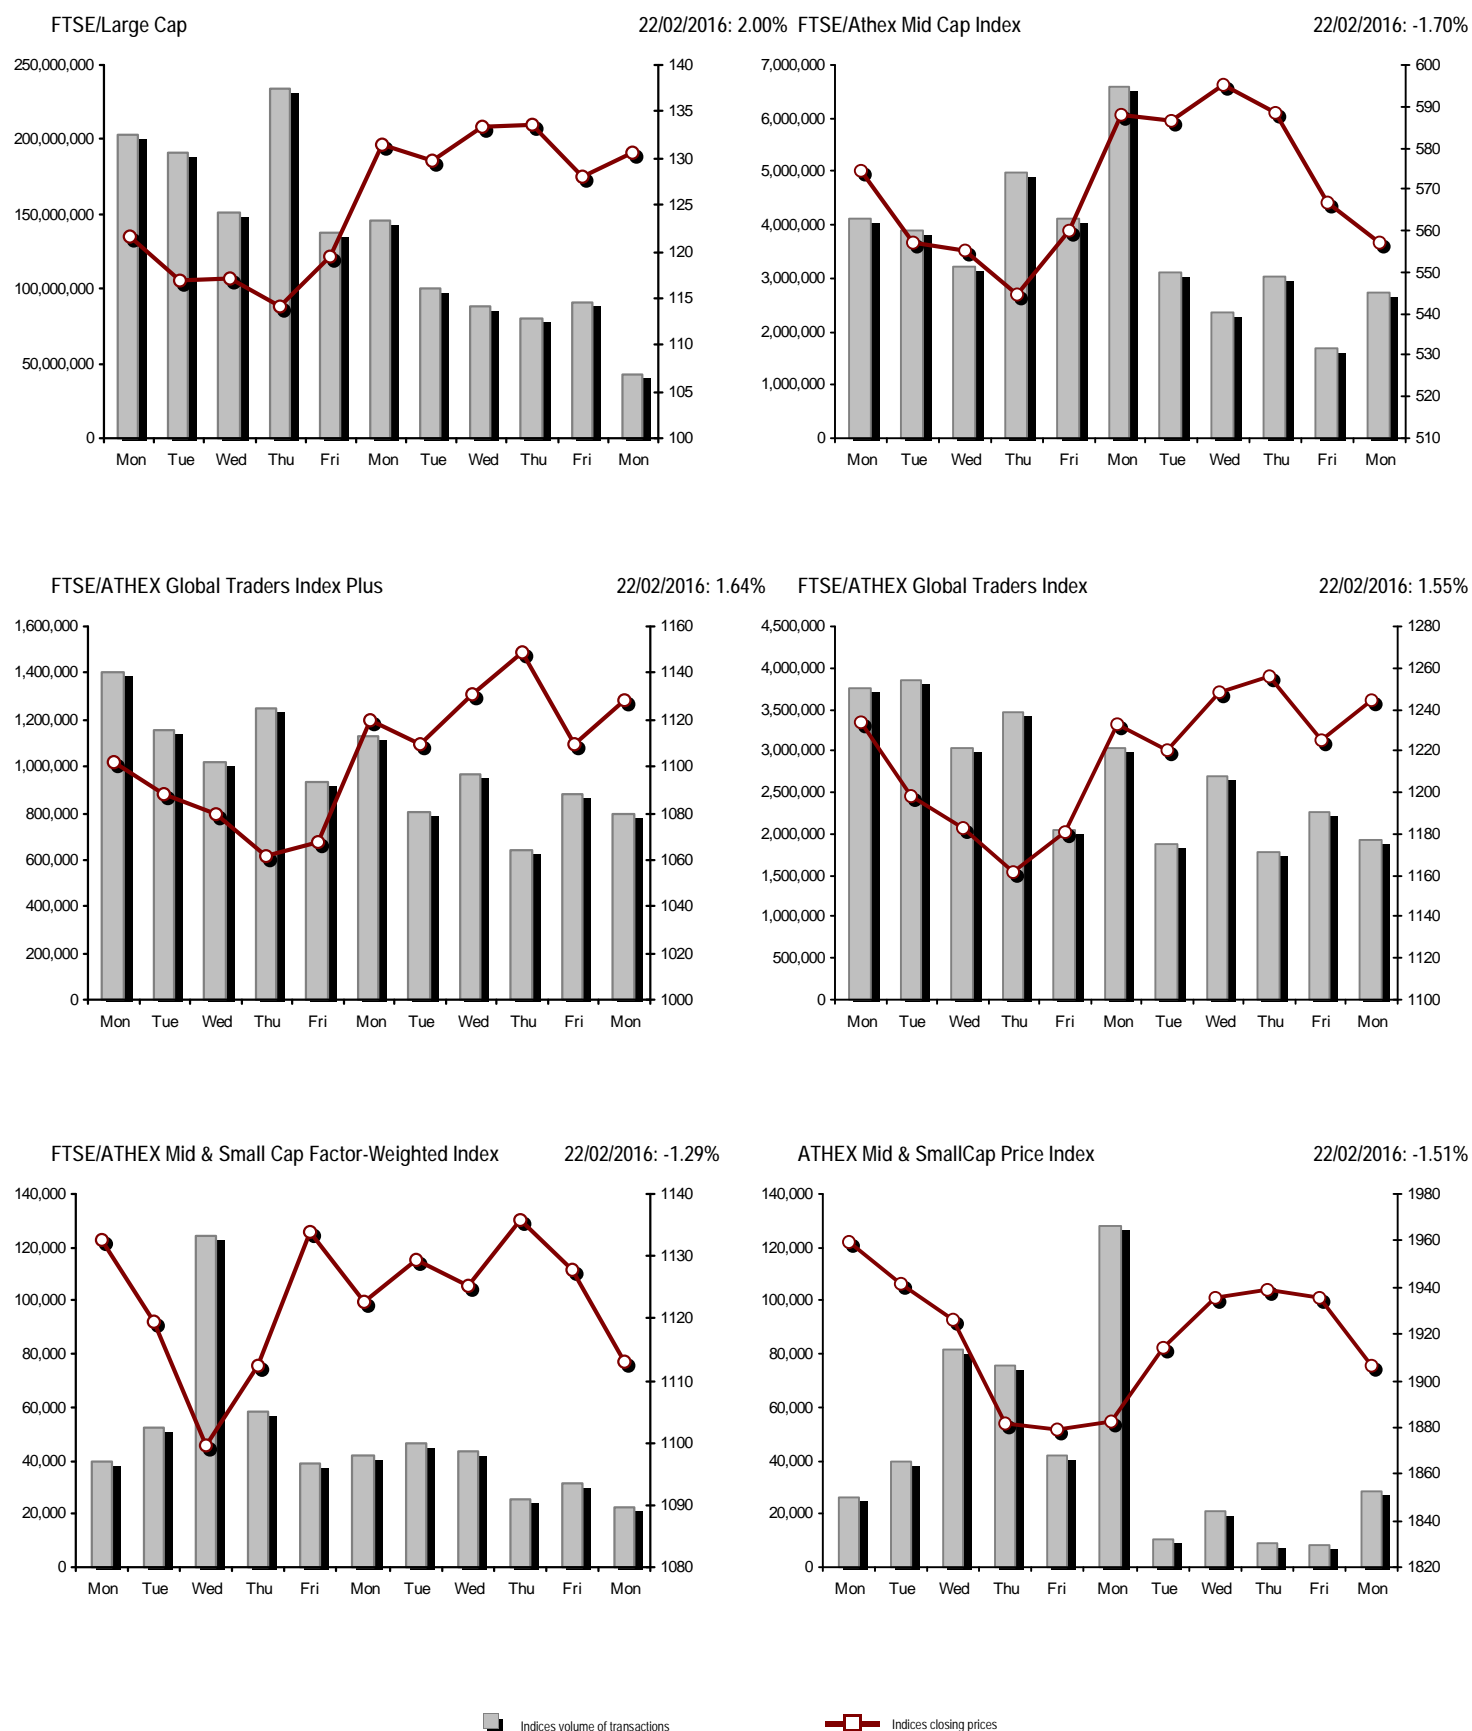 FTSE/Large Cap 22/02/2016: 2.00% FTSE/Athex Mid Cap Index 22/02/2016: -1.70%
250,000,000 140 7,000,000 600
135 590
200,000,000 6,000,000
130 580
5,000,000
150,000,000 125 570
4,000,000
120 560
100,000,000 3,000,000 550
115
2,000,000 540
50,000,000 110 530
105 1,000,000 520
0 100 0 510
Mon Tue Wed Thu Fri Mon Tue Wed Thu Fri Mon Mon Tue Wed Thu Fri Mon Tue Wed Thu Fri Mon
FTSE/ATHEX Global Traders Index Plus 22/02/2016: 1.64% FTSE/ATHEX Global Traders Index 22/02/2016: 1.55%
1,600,000 1160 4,500,000 1280
1,400,000 1140 4,000,000 1260
1,200,000 1120 3,500,000 1240
3,000,000 1220
1,000,000 1100
2,500,000 1200
800,000 1080
2,000,000 1180
600,000 1060
1,500,000 1160
400,000 1040 1,000,000 1140
200,000 1020 500,000 1120
0 1000 0 1100
Mon Tue Wed Thu Fri Mon Tue Wed Thu Fri Mon Mon Tue Wed Thu Fri Mon Tue Wed Thu Fri Mon
FTSE/ATHEX Mid & Small Cap Factor-Weighted Index 22/02/2016: -1.29% ATHEX Mid & SmallCap Price Index 22/02/2016: -1.51%
140,000 1140 140,000 1980
120,000 1130 120,000 1960
100,000 1120 100,000 1940
1920
80,000 1110 80,000 1900
60,000 60,000 1880
1100
40,000 40,000 1860
20,000 1090 20,000 1840
0 1080 0 1820
Mon Tue Wed Thu Fri Mon Tue Wed Thu Fri Mon Mon Tue Wed Thu Fri Mon Tue Wed Thu Fri Mon
Indices volume of transactions Indices closing prices